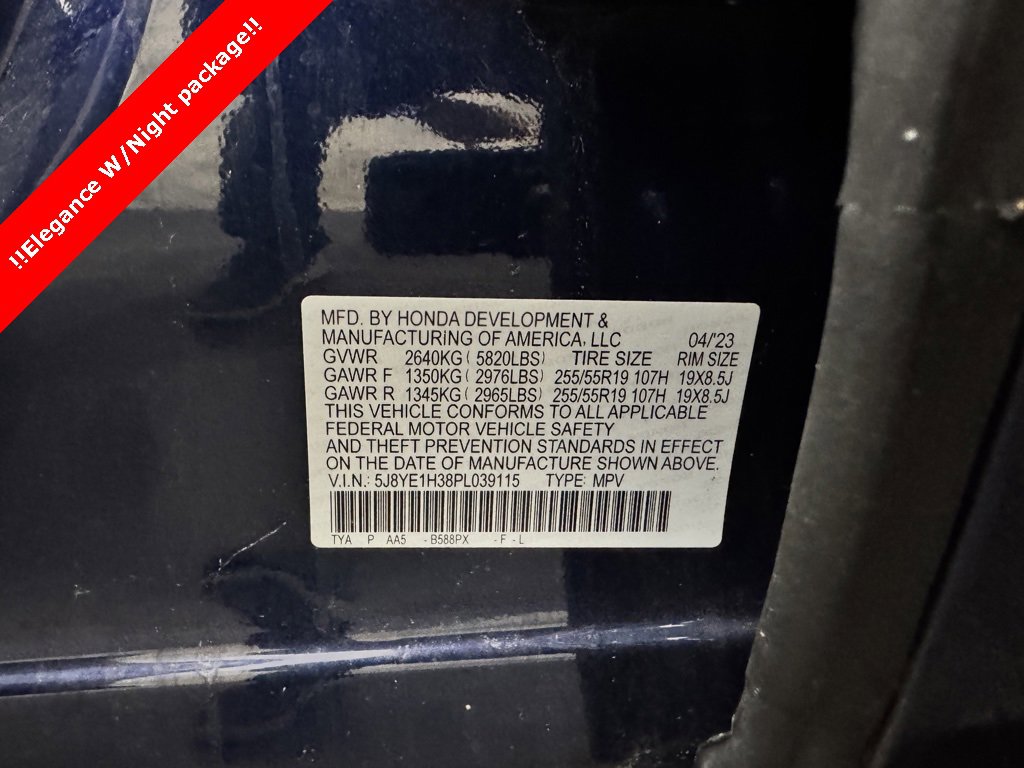 !!Elegance W/Night package!!
MFD. BY HONDA DEVELOPMENT &
MANUFACTURING OF AMERICA, LLC 04/'23
GVWR 2640KG ( 5820LBS) TIRE SIZE RIM SIZE
GAWR F 1350KG ( 2976LBS) 255/55R19 107H 19X8.5J
GAWR R 1345KG ( 2965LBS) 255/55R19 107H 19X8.5J
THIS VEHICLE CONFORMS TO ALL APPLICABLE
FEDERAL MOTOR VEHICLE SAFETY
AND THEFT PREVENTION STANDARDS IN EFFECT
ON THE DATE OF MANUFACTURE SHOWN ABOVE.
V.I.N.: 5J8YE1H38PL039115 TYPE: MPV
TYA P AA5 -B588PX -F-L